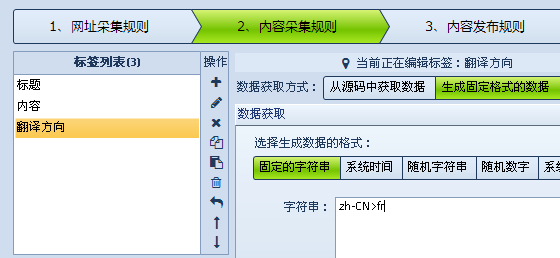 1、网址采集规则 2、内容采集规则 3、内容发布规则
标签列表(3) 操作
标题
内容
翻译方向
当前正在编辑标签：翻译方向
数据获取方式： 从源码中获取数据 生成固定格式的数据
数据获取
选择生成数据的格式：
固定的字符串 系统时间 随机字符串 随机数字 系
字符串： zh-CN>fr